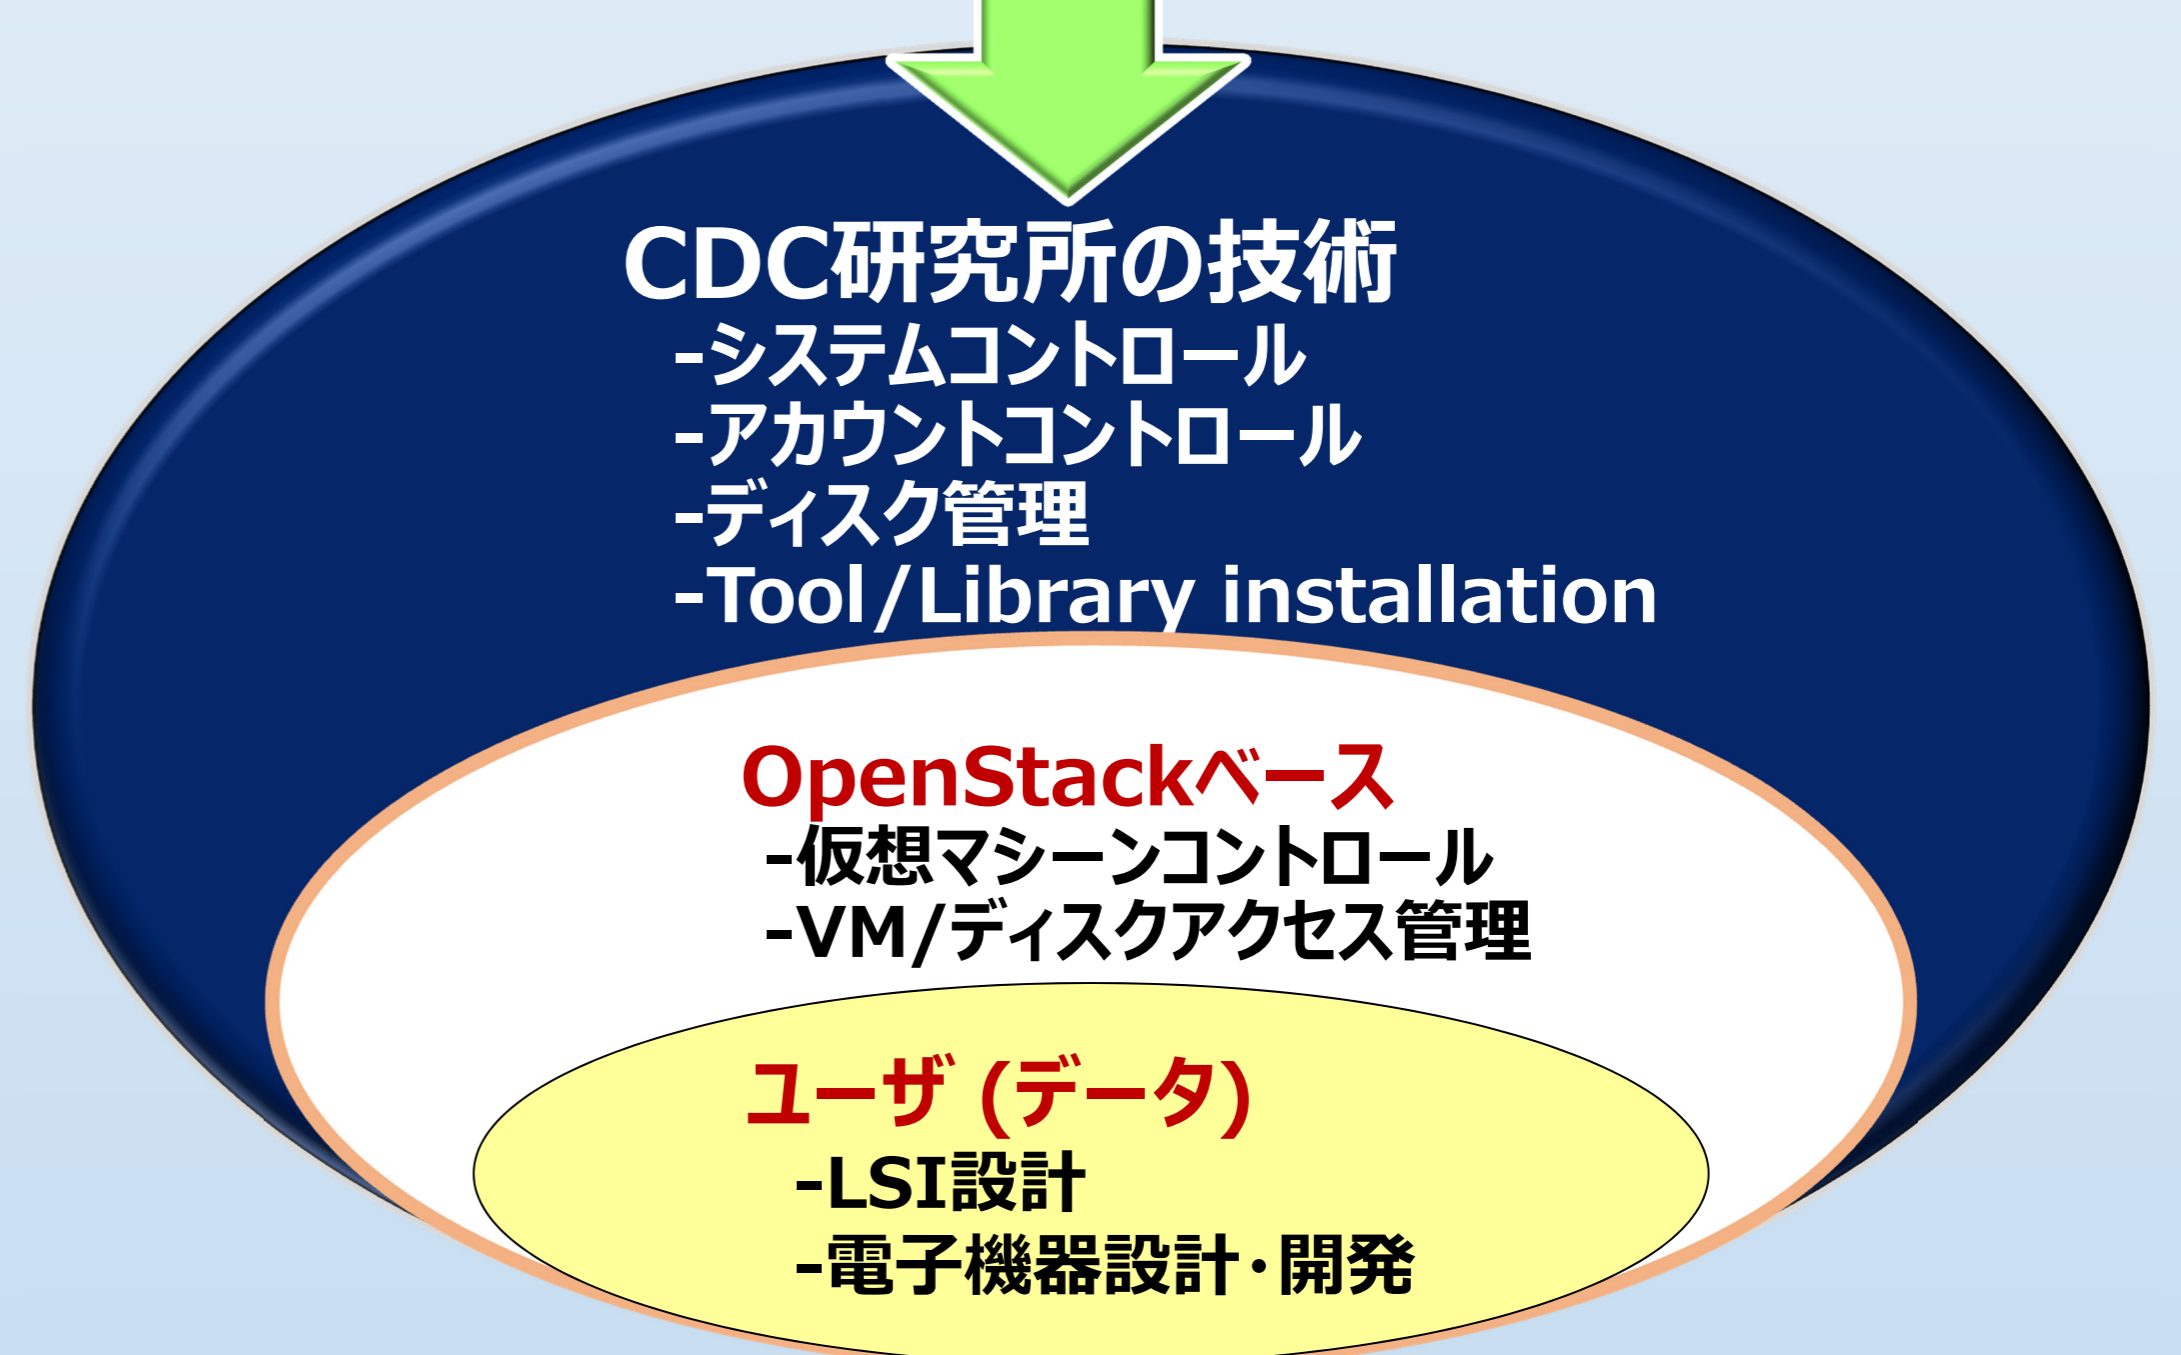 CDC研究所の技術
-システムコントロール
-アカウントコントロール
-ディスク管理
-Tool/Library installation
OpenStackベース
-仮想マシーンコントロール
-VM/ディスクアクセス管理
ユーザ (データ)
-LSI設計
-電子機器設計・開発